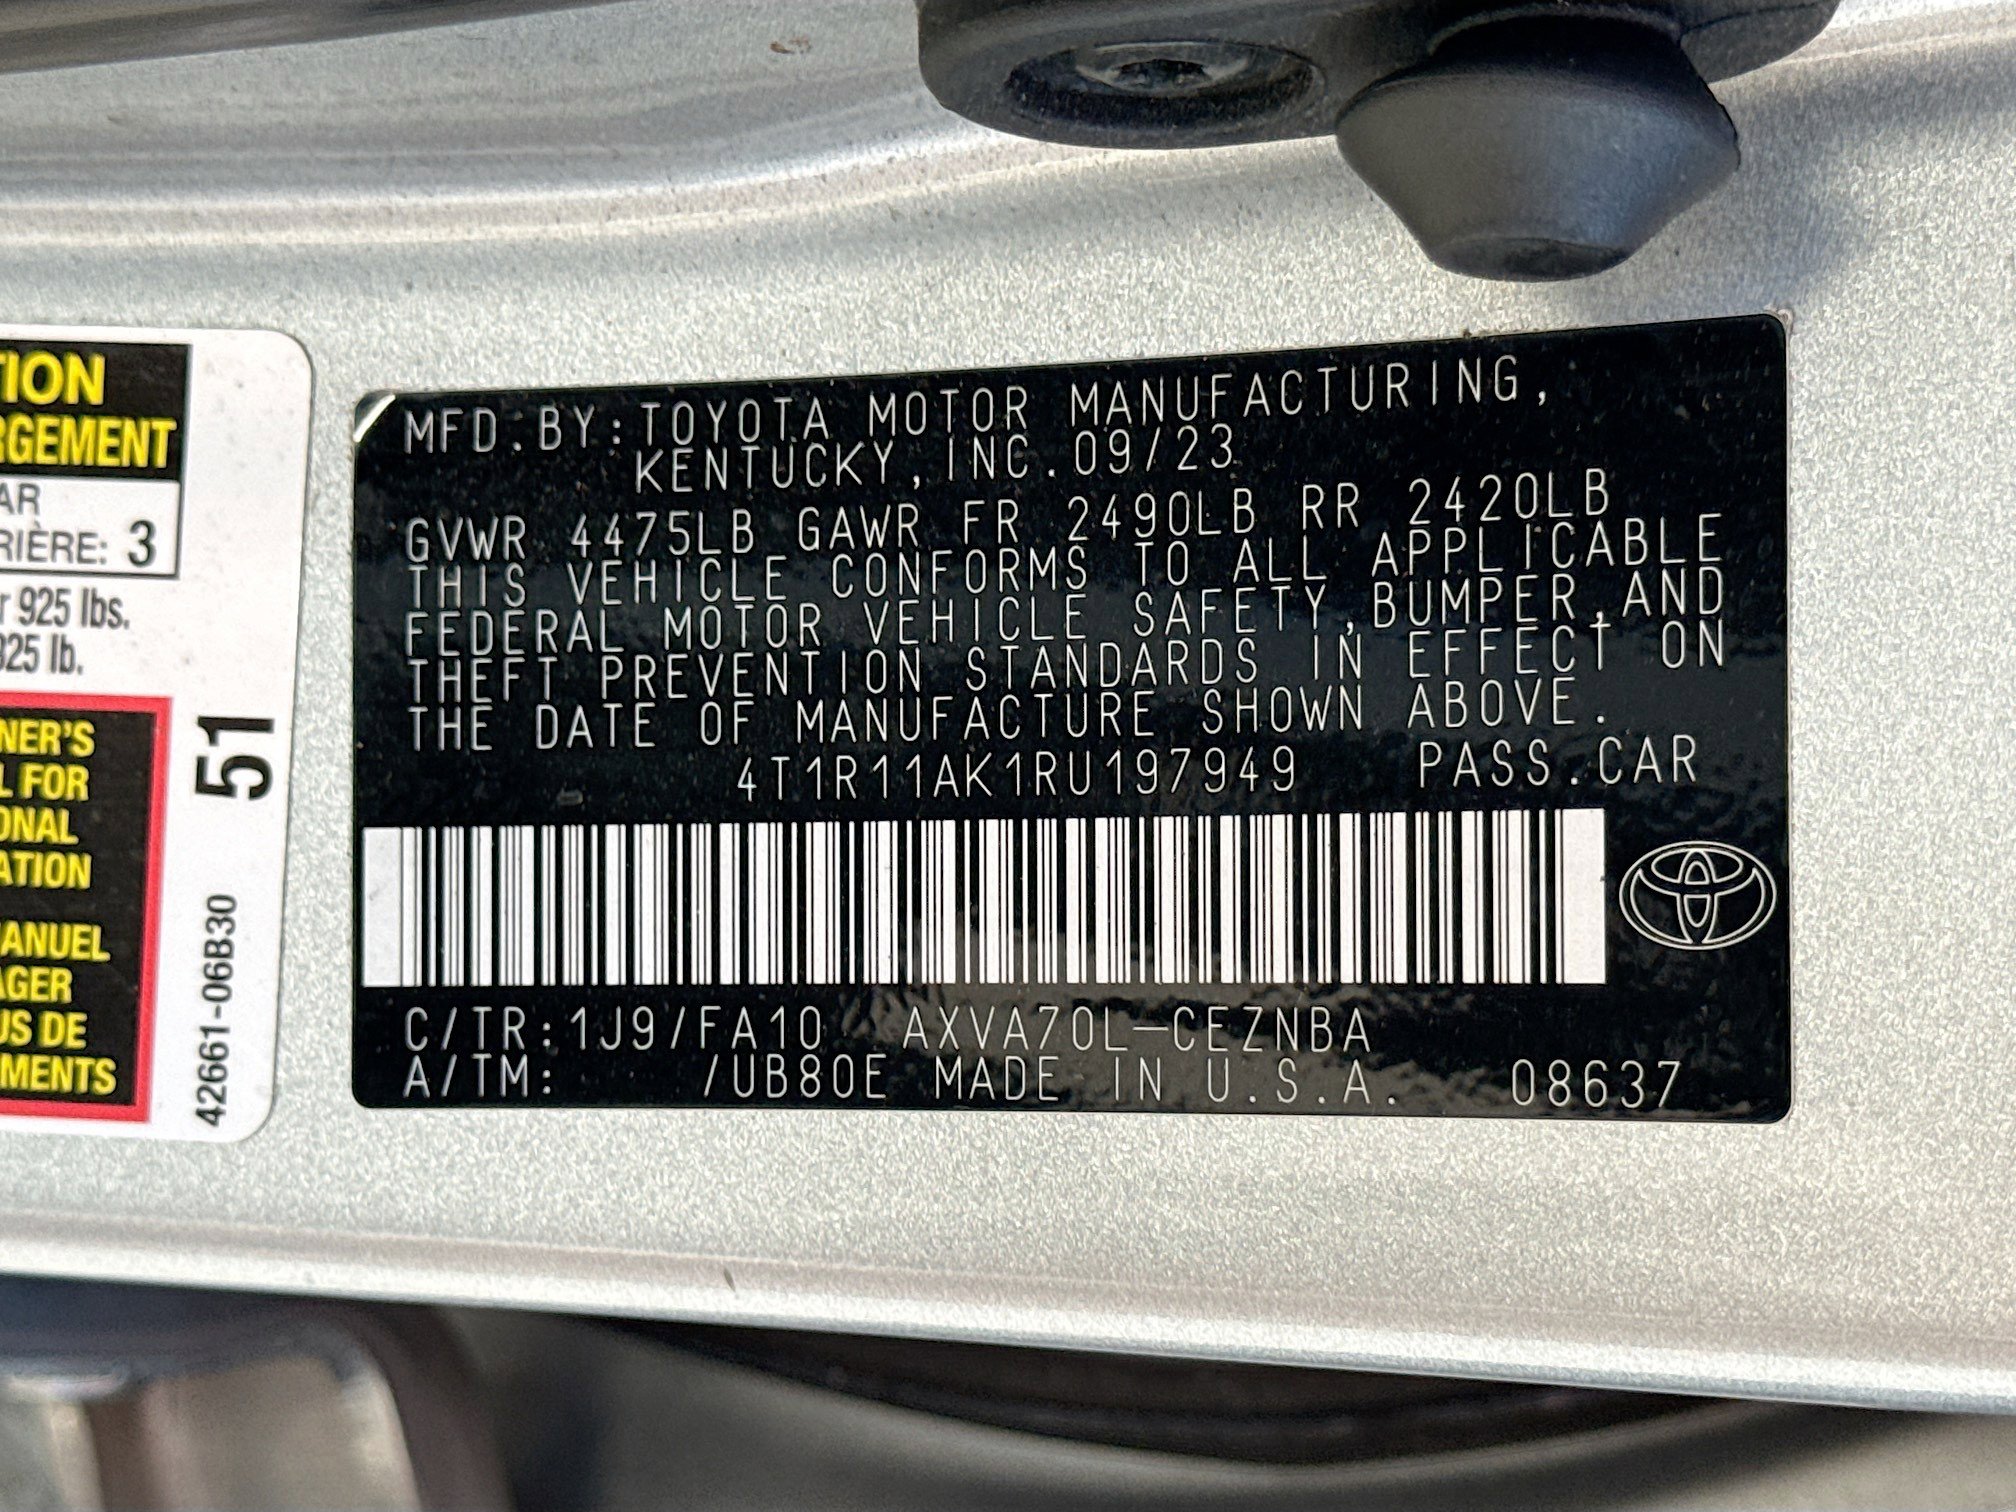 TION
RGEMENT
AR
RIÈRE: 3
r 925 lbs.
325 lb.
NER'S
L FOR
ONAL
ATION
MANUEL
AGER
US DE
MENTS
51
42661-06B30
MFD.BY:TOYOTA MOTOR MANUFACTURING,
KENTUCKY,INC.09/23
GVWR 4475LB GAWR FR 2490LB RR 2420LB
THIS VEHICLE CONFORMS TO ALL APPLICABLE
FEDERAL MOTOR VEHICLE SAFETY,BUMPER,AND
THEFT PREVENTION STANDARDS IN EFFECT ON
THE DATE OF MANUFACTURE SHOWN ABOVE.
4T1R11AK1RU197949 PASS.CAR
C/TR:1J9/FA10 AXVA70L-CEZNBA
A/TM: /UB80E MADE IN U.S.A. 08637